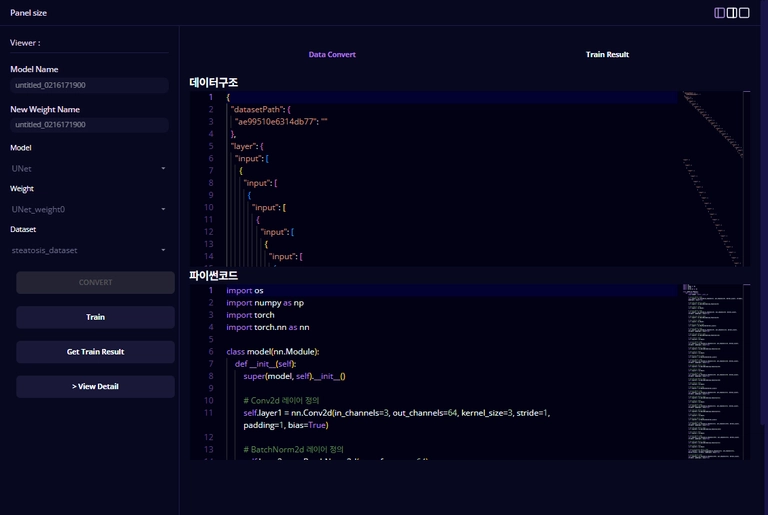 Panel size
Viewer :
Model Name
untitled_0216171900
New Weight Name
untitled_0216171900
Model
UNet
Weight
UNet_weight0
Dataset
steatosis_dataset
CONVERT
Train
Get Train Result
> View Detail
Data Convert
Train Result
데이터구조
1 {
2 "datasetPath": {
3 "ae99510e6314db77": ""
4 },
5 "layer": {
6 "input": [
7 {
8 "input": [
9 {
10 "input": [
11 {
12 "input": [
13 {
14 "input": [
파이썬코드
1 import os
2 import numpy as np
3 import torch
4 import torch.nn as nn
5
6 class model(nn.Module):
7 def __init__(self):
8 super(model, self).__init__()
9
10 # Conv2d 레이어 정의
11 self.layer1 = nn.Conv2d(in_channels=3, out_channels=64, kernel_size=3, stride=1,
padding=1, bias=True)
12
13 # BatchNorm2d 레이어 정의